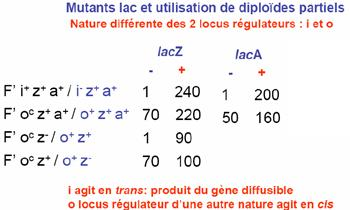 Mutants lac et utilisation de diploïdes partiels
Nature différente des 2 locus régulateurs : i et o
lacZ lacA
- + - +
F' i⁺ z⁺ a⁺ / i⁻ z⁺ a⁺ 1 240 1 200
F' oᶜ z⁺ a⁺ / o⁺ z⁺ a⁺ 70 220 50 160
F' oᶜ z⁻ / o⁺ z⁺ 1 90
F' oᶜ z⁺ / o⁺ z⁻ 70 100
i agit en trans: produit du gène diffusible
o locus régulateur d'une autre nature agit en cis